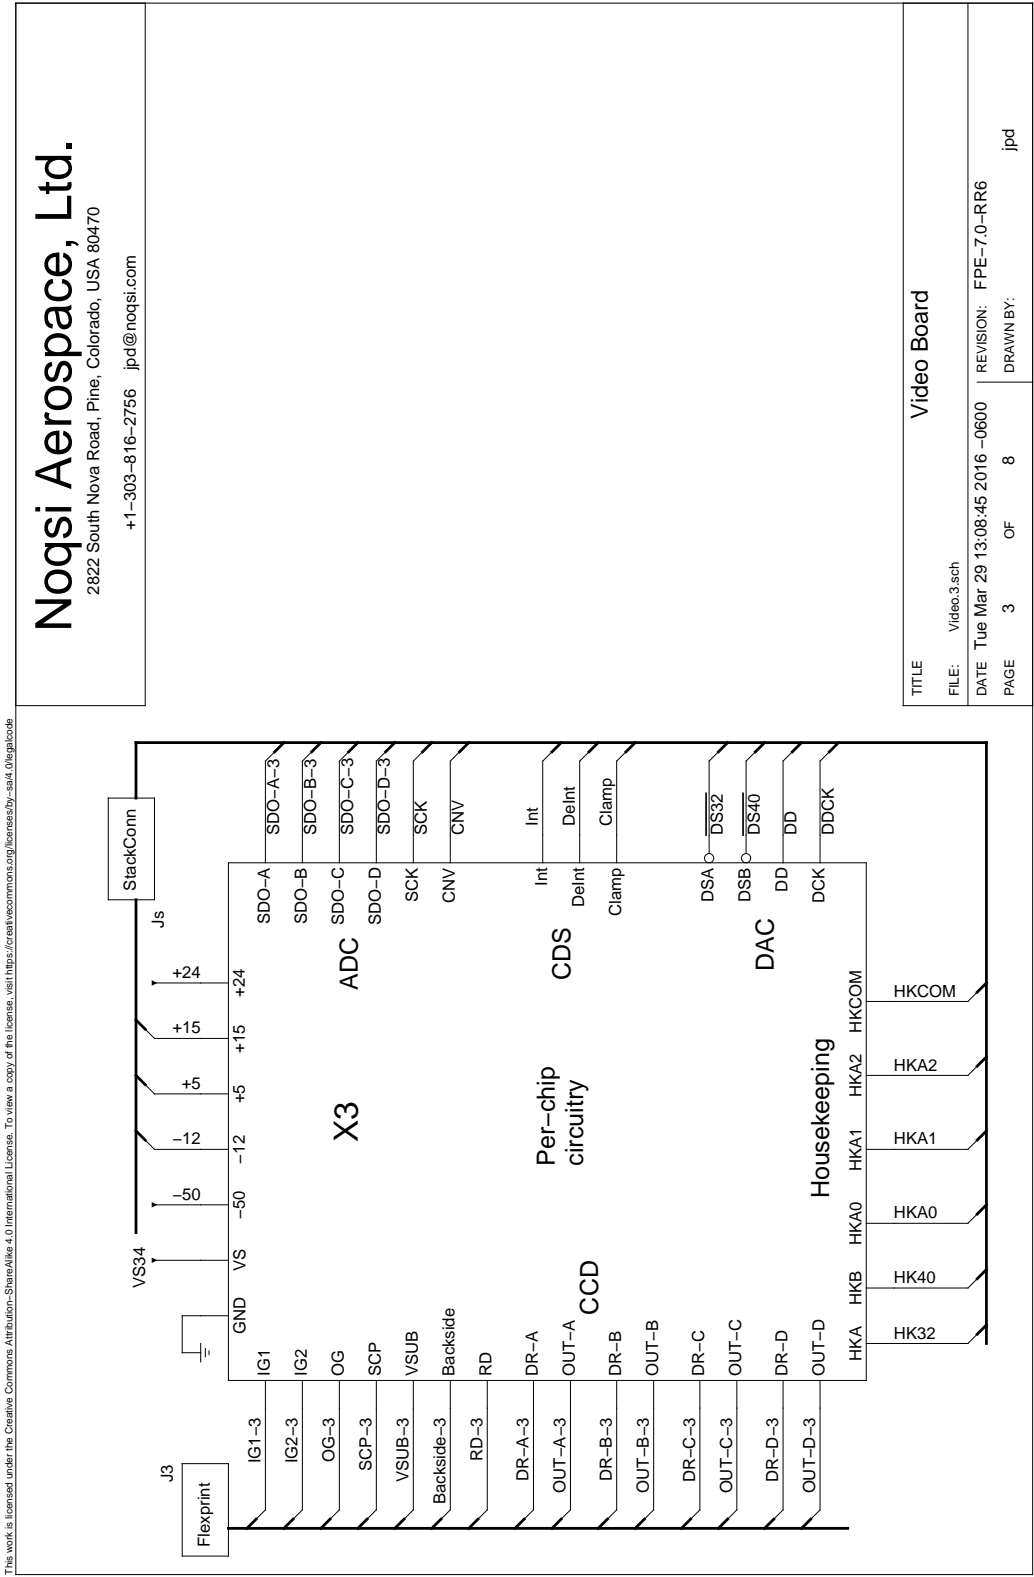 This work is licensed under the Creative Commons Attribution−ShareAlike 4.0 International License. To view a copy of the license, visit https://creativecommons.org/licenses/by−sa/4.0/legalcode
Noqsi Aerospace, Ltd.
2822 South Nova Road, Pine, Colorado, USA 80470
+1−303−816−2756 jpd@noqsi.com
J3
Flexprint
Js
StackConn
VS34
−50
−12
+5
+15
+24
GND
VS
−50
−12
+5
+15
+24
IG1−3
IG1
IG2−3
IG2
OG−3
OG
SCP−3
SCP
VSUB−3
VSUB
Backside−3
Backside
RD−3
RD
DR−A−3
DR−A
OUT−A−3
OUT−A
DR−B−3
DR−B
OUT−B−3
OUT−B
DR−C−3
DR−C
OUT−C−3
OUT−C
DR−D−3
DR−D
OUT−D−3
OUT−D
X3
Per−chip
circuitry
CCD
ADC
CDS
DAC
Housekeeping
SDO−A
SDO−A−3
SDO−B
SDO−B−3
SDO−C
SDO−C−3
SDO−D
SDO−D−3
SCK
SCK
CNV
CNV
Int
Int
DeInt
DeInt
Clamp
Clamp
DSA
DS32
DSB
DS40
DD
DD
DCK
DDCK
HKA
HKB
HKA0
HKA1
HKA2
HKCOM
HK32
HK40
HKA0
HKA1
HKA2
HKCOM
TITLE
Video Board
FILE: Video.3.sch
DATE Tue Mar 29 13:08:45 2016 −0600
REVISION: FPE−7.0−RR6
PAGE 3 OF 8
DRAWN BY: jpd